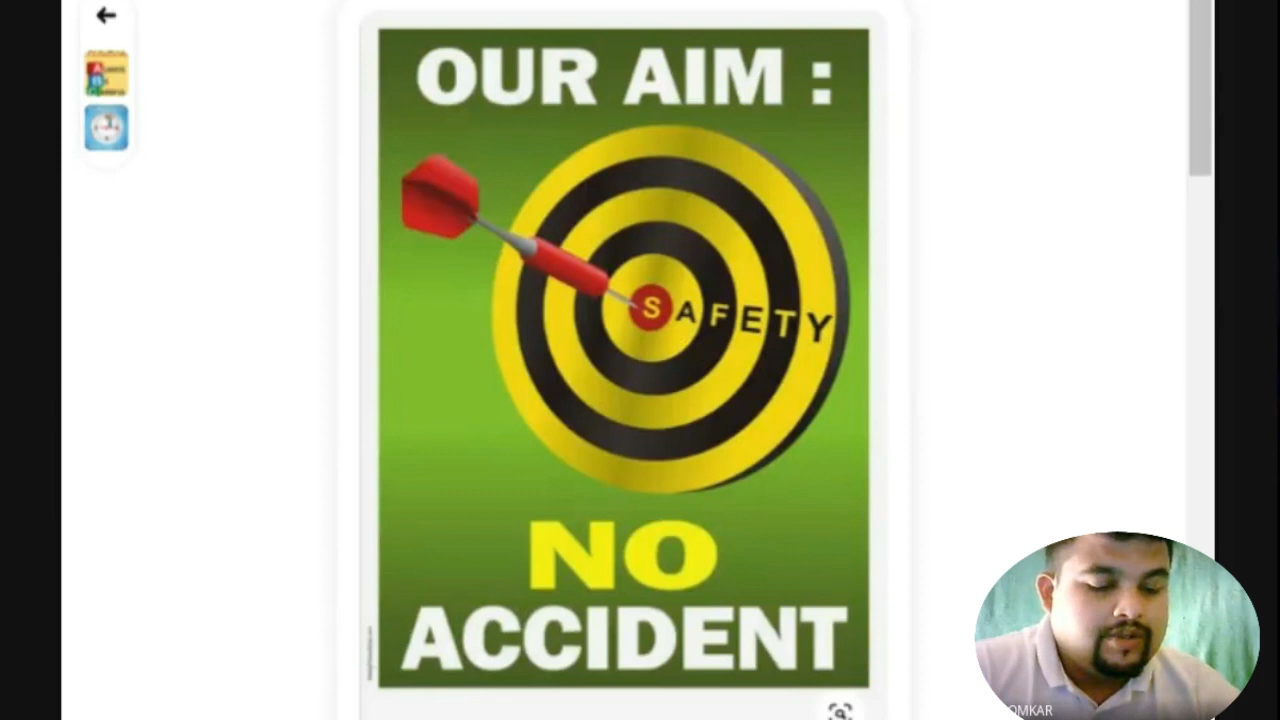 OUR AIM :
SAFETY
NO
ACCIDENT
OMKAR